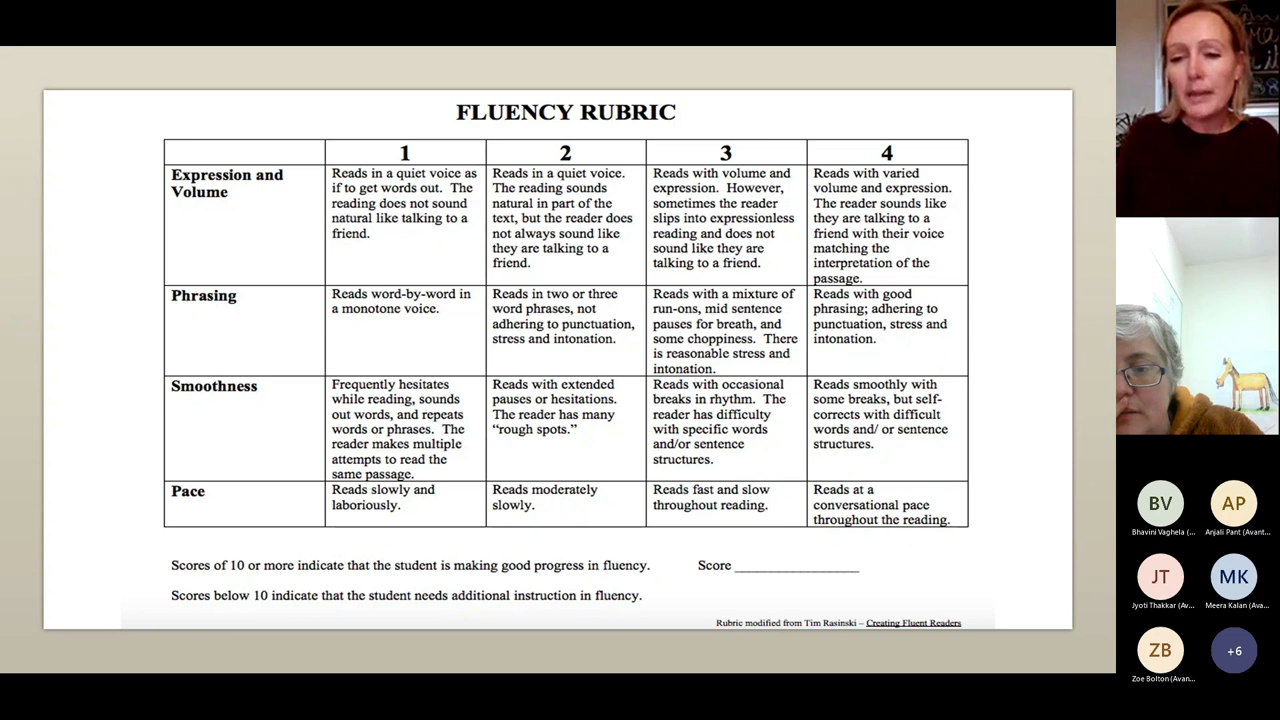 FLUENCY RUBRIC
1 2 3 4
Expression and
Volume
Reads in a quiet voice as
if to get words out. The
reading does not sound
natural like talking to a
friend.
Reads in a quiet voice.
The reading sounds
natural in part of the
text, but the reader does
not always sound like
they are talking to a
friend.
Reads with volume and
expression. However,
sometimes the reader
slips into expressionless
reading and does not
sound like they are
talking to a friend.
Reads with varied
volume and expression.
The reader sounds like
they are talking to a
friend with their voice
matching the
interpretation of the
passage.
Phrasing
Reads word-by-word in
a monotone voice.
Reads in two or three
word phrases, not
adhering to punctuation,
stress and intonation.
Reads with a mixture of
run-ons, mid sentence
pauses for breath, and
some choppiness. There
is reasonable stress and
intonation.
Reads with good
phrasing; adhering to
punctuation, stress and
intonation.
Smoothness
Frequently hesitates
while reading, sounds
out words, and repeats
words or phrases. The
reader makes multiple
attempts to read the
same passage.
Reads with extended
pauses or hesitations.
The reader has many
“rough spots.”
Reads with occasional
breaks in rhythm. The
reader has difficulty
with specific words
and/or sentence
structures.
Reads smoothly with
some breaks, but self-
corrects with difficult
words and/ or sentence
structures.
Pace
Reads slowly and
laboriously.
Reads moderately
slowly.
Reads fast and slow
throughout reading.
Reads at a
conversational pace
throughout the reading.
Scores of 10 or more indicate that the student is making good progress in fluency. Score ________________
Scores below 10 indicate that the student needs additional instruction in fluency.
Rubric modified from Tim Rasinski – Creating Fluent Readers
BV AP
Bhavini Vaghela (... Anjali Pant (Avant...
JT MK
Jyoti Thakkar (Av... Meera Kalan (Ava...
ZB +6
Zoe Bolton (Avan...